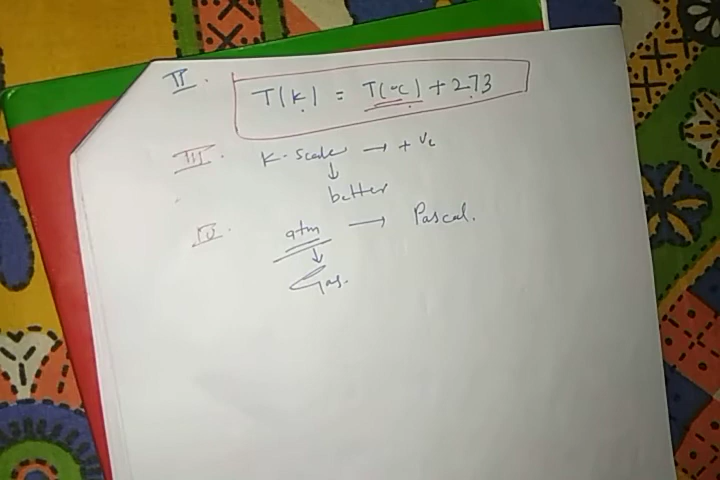 II. T(K) = T(°C) + 273
III. K-Scale → + ve
↓
better
IV. atm → Pascal.
↓
Gas.